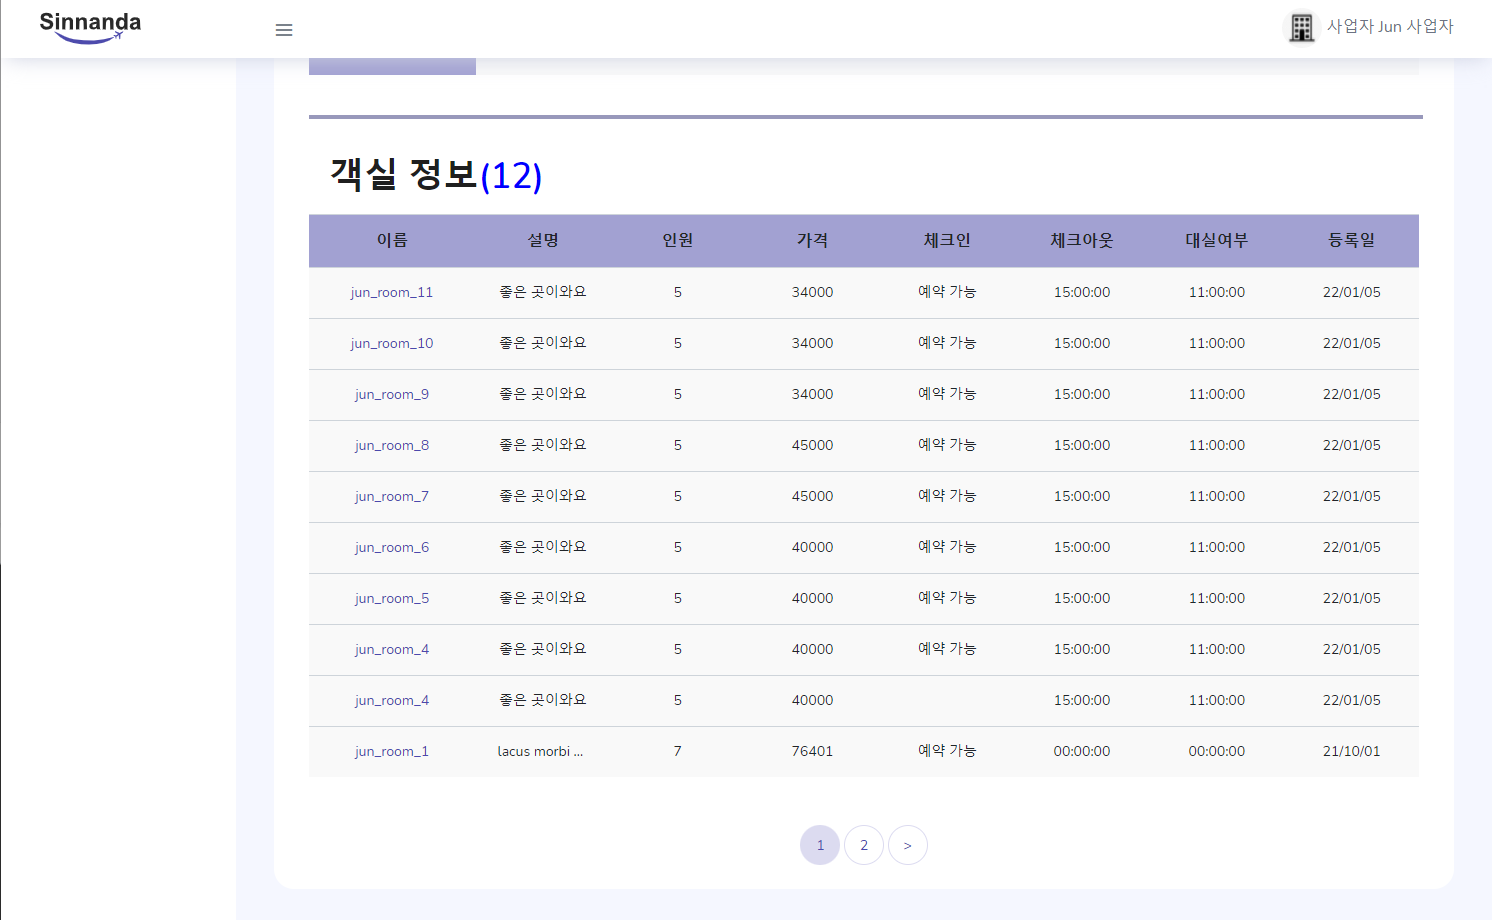 Sinnanda
사업자 Jun 사업자
객실 정보(12)
이름 설명 인원 가격 체크인 체크아웃 대실여부 등록일
jun_room_11 좋은 곳이와요 5 34000 예약 가능 15:00:00 11:00:00 22/01/05
jun_room_10 좋은 곳이와요 5 34000 예약 가능 15:00:00 11:00:00 22/01/05
jun_room_9 좋은 곳이와요 5 34000 예약 가능 15:00:00 11:00:00 22/01/05
jun_room_8 좋은 곳이와요 5 45000 예약 가능 15:00:00 11:00:00 22/01/05
jun_room_7 좋은 곳이와요 5 45000 예약 가능 15:00:00 11:00:00 22/01/05
jun_room_6 좋은 곳이와요 5 40000 예약 가능 15:00:00 11:00:00 22/01/05
jun_room_5 좋은 곳이와요 5 40000 예약 가능 15:00:00 11:00:00 22/01/05
jun_room_4 좋은 곳이와요 5 40000 예약 가능 15:00:00 11:00:00 22/01/05
jun_room_4 좋은 곳이와요 5 40000 15:00:00 11:00:00 22/01/05
jun_room_1 lacus morbi ... 7 76401 예약 가능 00:00:00 00:00:00 21/10/01
1 2 >